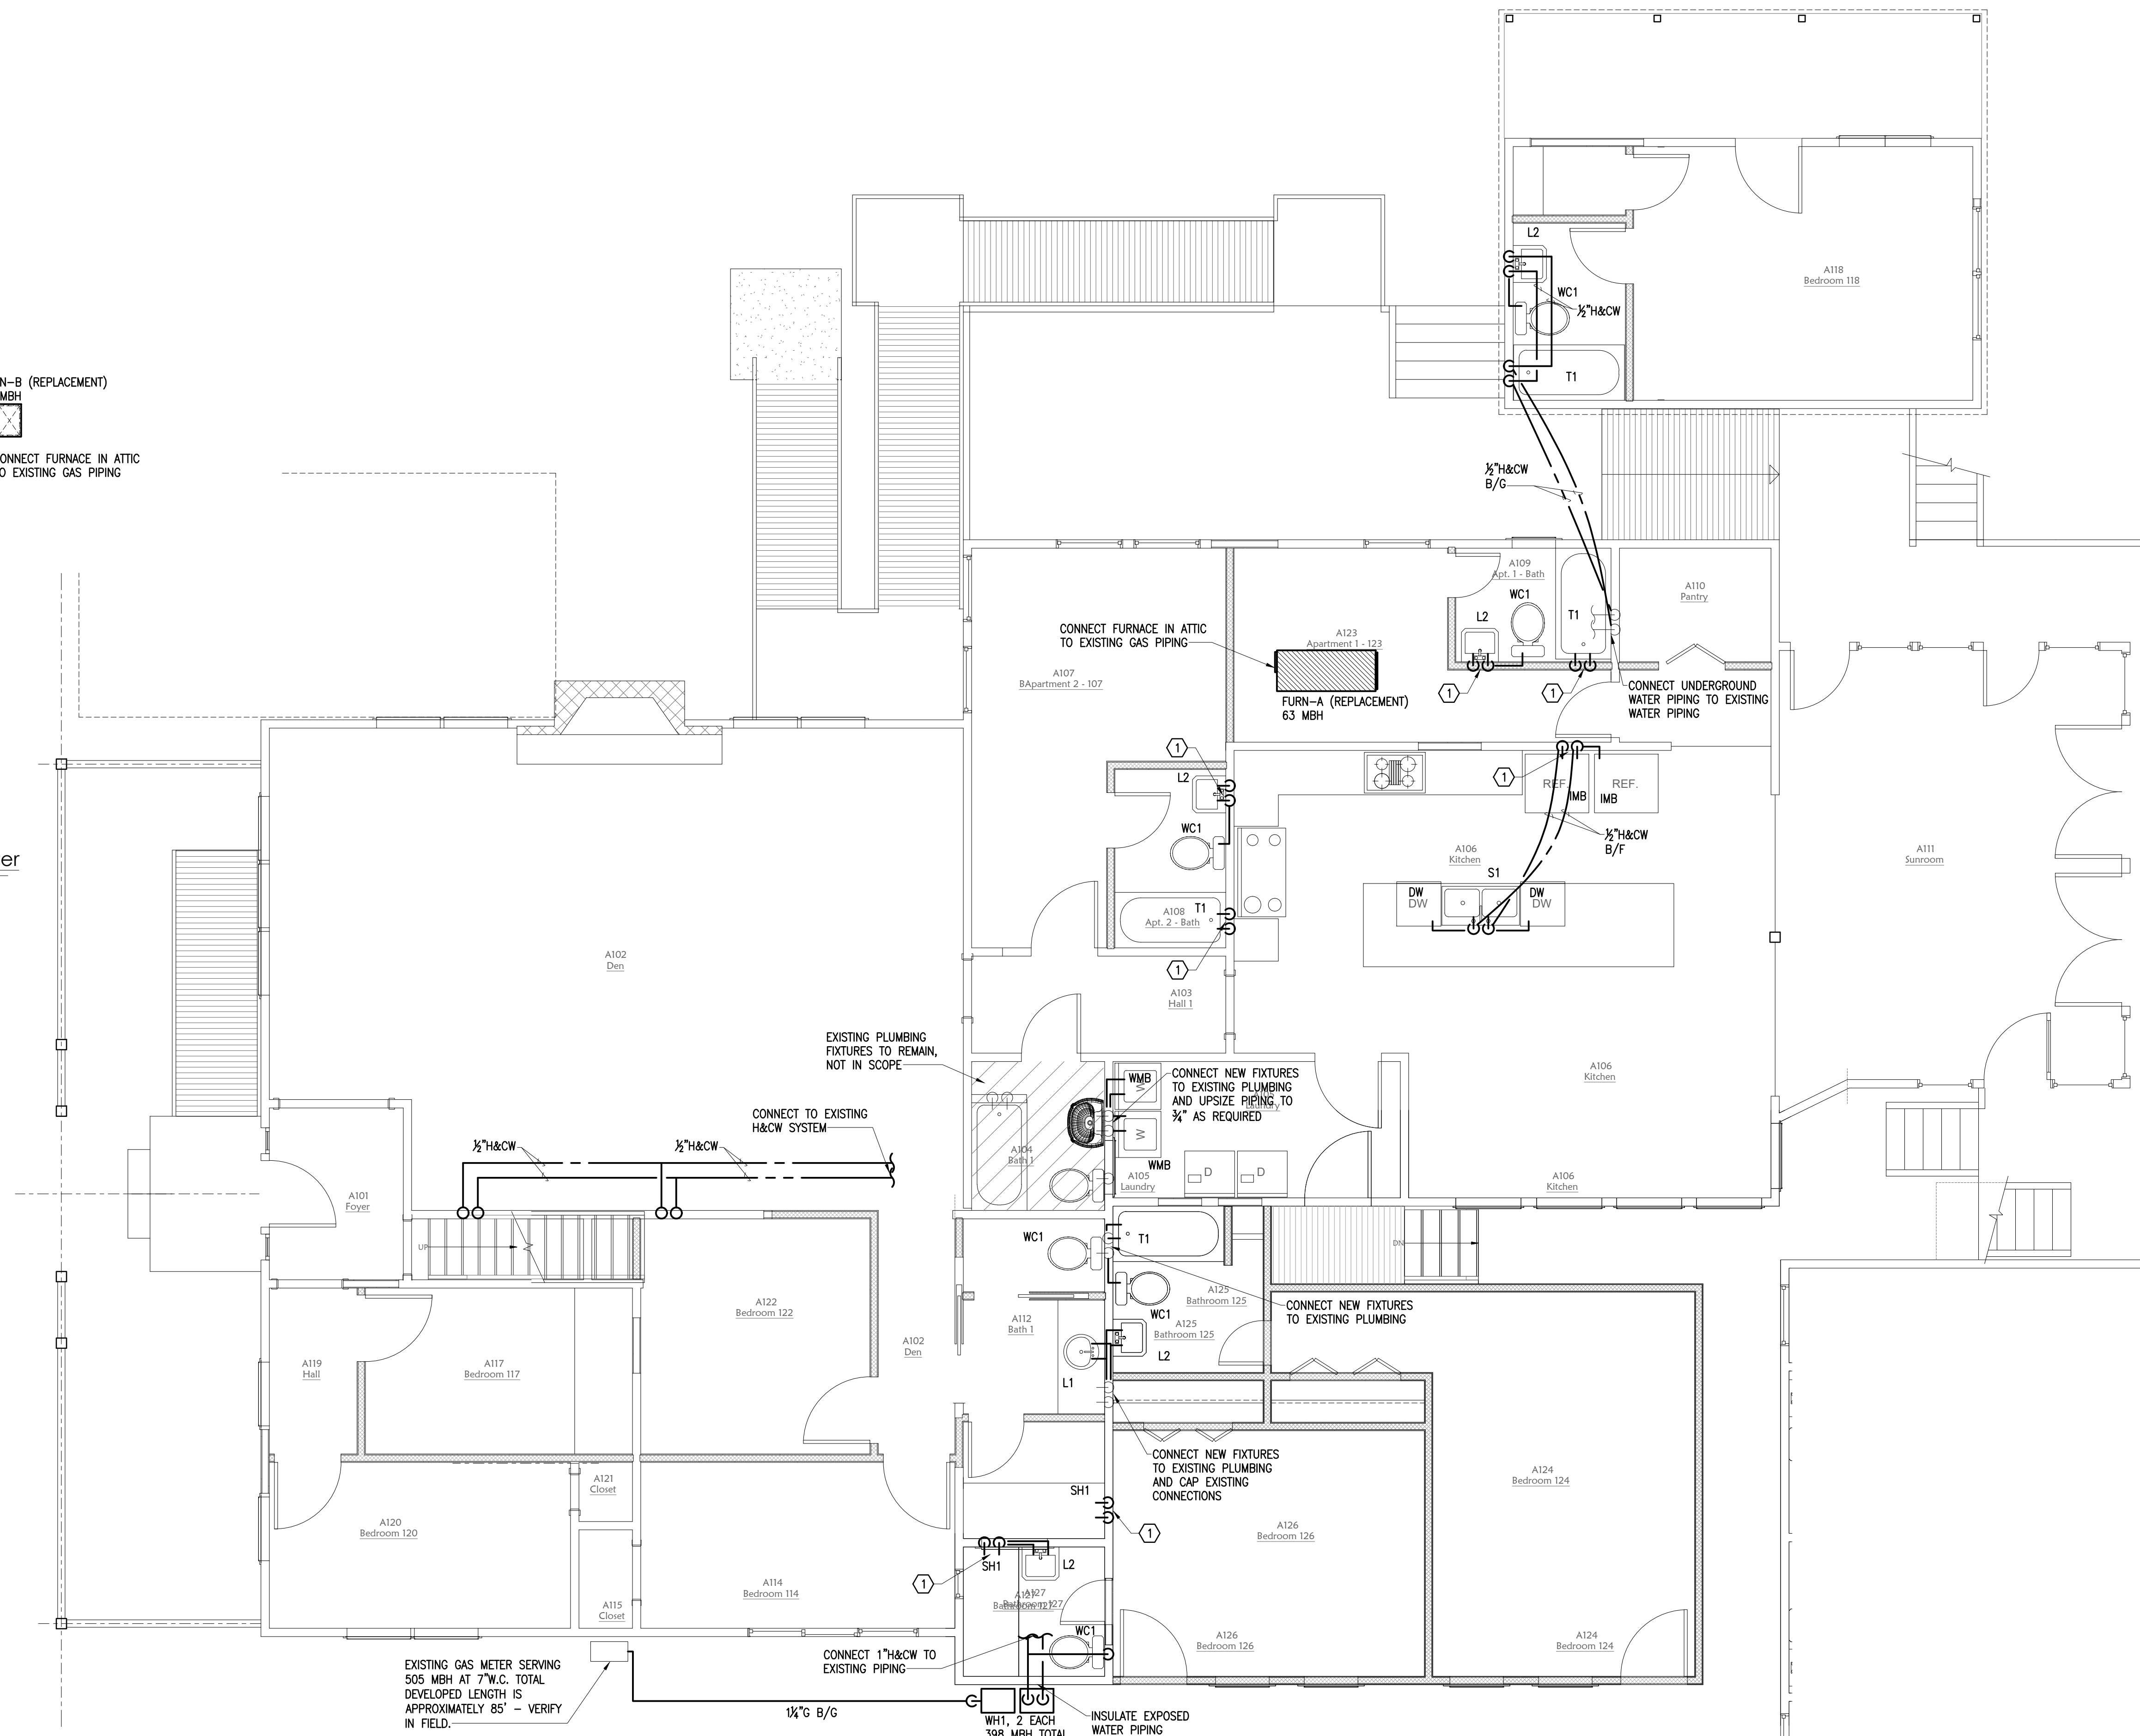 N-B (REPLACEMENT)
MBH
ONNECT FURNACE IN ATTIC
O EXISTING GAS PIPING
er
L2
WC1
½"H&CW
T1
A118
Bedroom 118
½"H&CW
B/G
A109
Apt. 1 - Bath
WC1
L2
T1
A110
Pantry
CONNECT FURNACE IN ATTIC
TO EXISTING GAS PIPING
A123
Apartment 1 - 123
FURN-A (REPLACEMENT)
63 MBH
1
1
CONNECT UNDERGROUND
WATER PIPING TO EXISTING
WATER PIPING
A107
BApartment 2 - 107
1
L2
WC1
A108
Apt. 2 - Bath
T1
1
1
REF.
REF.
IMB
IMB
½"H&CW
B/F
A106
Kitchen
S1
DW
DW
DW
DW
A111
Sunroom
A102
Den
A103
Hall 1
EXISTING PLUMBING
FIXTURES TO REMAIN,
NOT IN SCOPE
WMB
W
W
WMB
CONNECT NEW FIXTURES
TO EXISTING PLUMBING
AND UPSIZE PIPING TO
¾" AS REQUIRED
Laundry
A106
Kitchen
CONNECT TO EXISTING
H&CW SYSTEM
½"H&CW
½"H&CW
A104
Bath 1
A105
Laundry
D
D
A106
Kitchen
A101
Foyer
UP
DN
WC1
T1
A125
Bathroom 125
WC1
A125
Bathroom 125
L2
CONNECT NEW FIXTURES
TO EXISTING PLUMBING
A122
Bedroom 122
A112
Bath 1
A102
Den
A119
Hall
A117
Bedroom 117
L1
CONNECT NEW FIXTURES
TO EXISTING PLUMBING
AND CAP EXISTING
CONNECTIONS
A124
Bedroom 124
A121
Closet
SH1
1
A120
Bedroom 120
A126
Bedroom 126
SH1
L2
1
A114
Bedroom 114
A115
Closet
A127
Bathroom 127
A127
Bathroom 127
WC1
A126
Bedroom 126
A124
Bedroom 124
CONNECT 1"H&CW TO
EXISTING PIPING
EXISTING GAS METER SERVING
505 MBH AT 7"W.C. TOTAL
DEVELOPED LENGTH IS
APPROXIMATELY 85' – VERIFY
IN FIELD.
1¼"G B/G
WH1, 2 EACH
398 MBH TOTAL
INSULATE EXPOSED
WATER PIPING